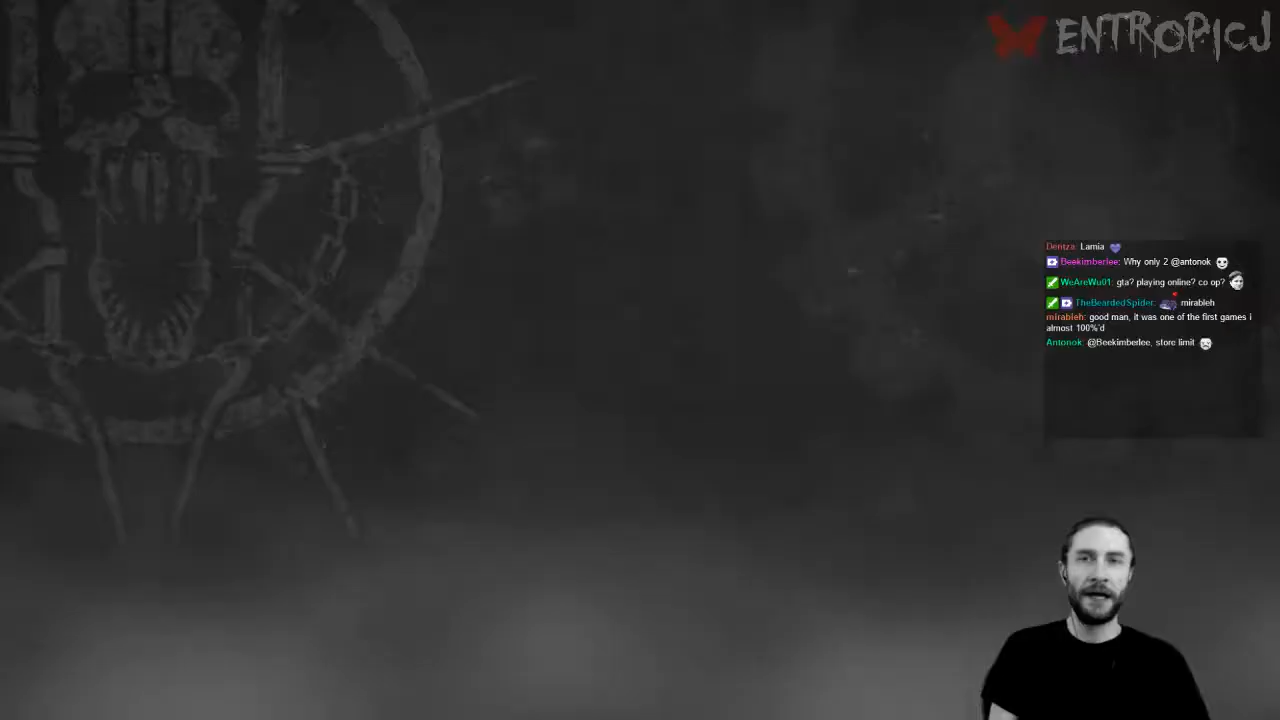 ENTROPICJ
Dentza: Lamia
Beekimberlee: Why only 2 @antonok
WeAreWu01: gta? playing online? co op?
TheBeardedSpider: mirableh
mirableh: good man, it was one of the first games i
almost 100%'d
Antonok: @Beekimberlee, store limit